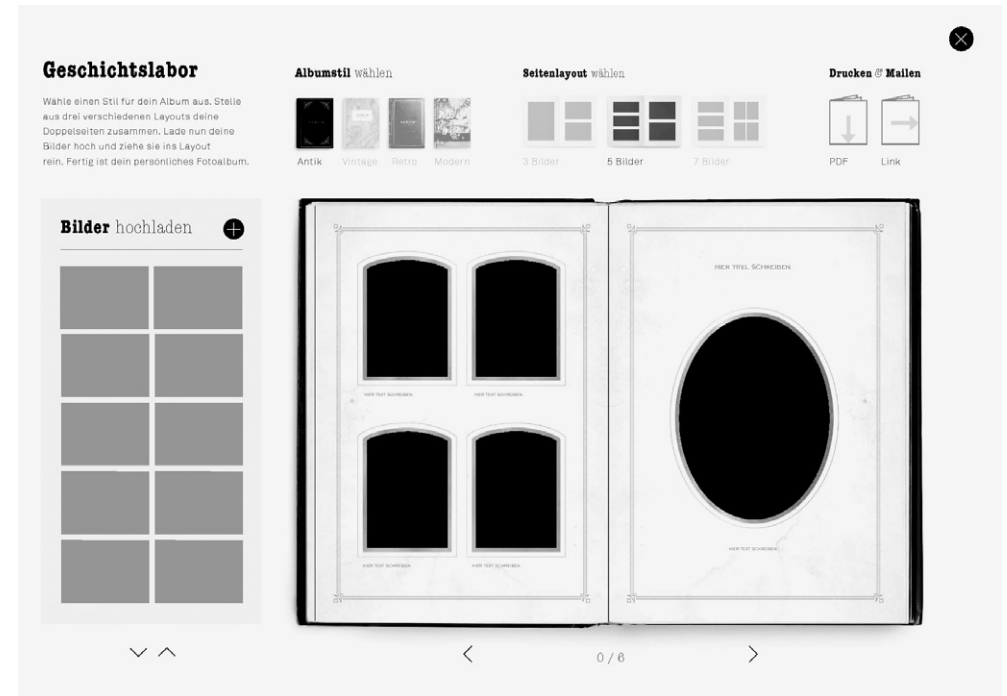 Geschichtslabor
Wähle einen Stil für dein Album aus. Stelle
aus drei verschiedenen Layouts deine
Doppelseiten zusammen. Lade nun deine
Bilder hoch und ziehe sie ins Layout
rein. Fertig ist dein persönliches Fotoalbum.
Albumstil wählen
Antik
Vintage
Retro
Modern
Seitenlayout wählen
3 Bilder
5 Bilder
7 Bilder
Drucken & Mailen
PDF
Link
Bilder hochladen
HIER TEXT SCHREIBEN.
HIER TEXT SCHREIBEN.
HIER TEXT SCHREIBEN.
HIER TEXT SCHREIBEN.
HIER TITEL SCHREIBEN.
HIER TEXT SCHREIBEN.
0 / 6